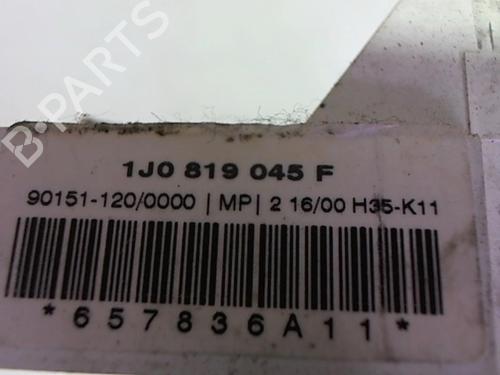 B-PARTS
1J0 819 045 F
90151-120/0000 | MP| 2 16/00 H35-K11
*657836A11*